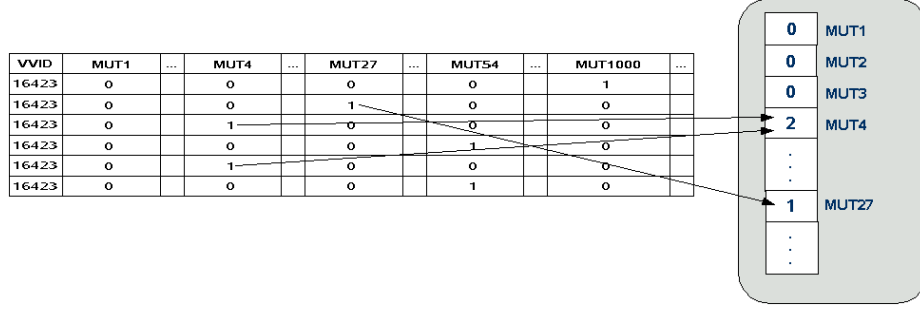 VVID MUT1 ... MUT4 ... MUT27 ... MUT54 ... MUT1000 ...
16423 0 0 0 0 1
16423 0 0 1 0 0
16423 0 1 0 0 0
16423 0 0 0 1 0
16423 0 1 0 0 0
16423 0 0 0 1 0
0 MUT1
0 MUT2
0 MUT3
2 MUT4
.
.
.
1 MUT27
.
.
.